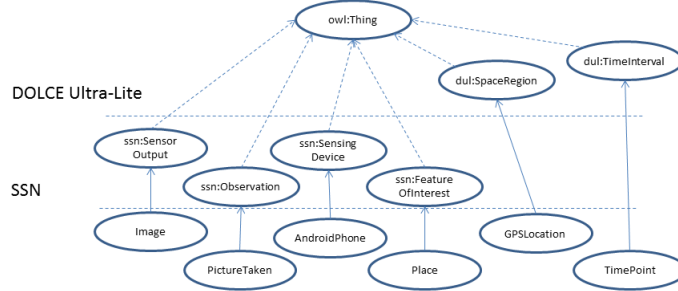 owl:Thing
dul:TimeInterval
dul:SpaceRegion
DOLCE Ultra-Lite
ssn:Sensor
Output
ssn:Sensing
Device
ssn:Observation
ssn:Feature
OfInterest
SSN
Image
AndroidPhone
GPSLocation
PictureTaken
Place
TimePoint